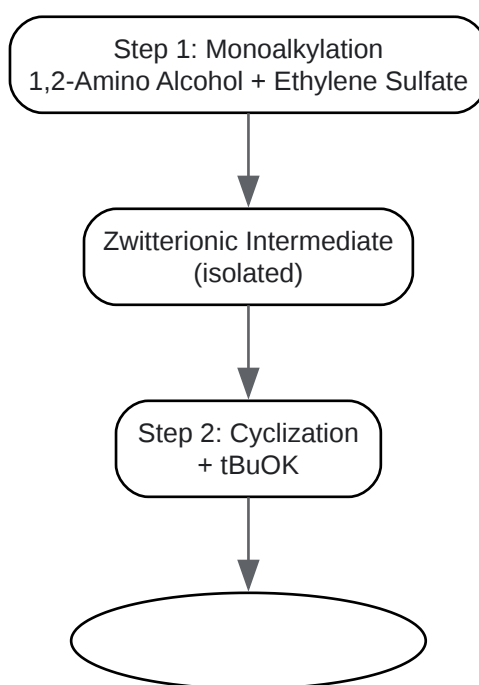 Step 1: Monoalkylation
1,2-Amino Alcohol + Ethylene Sulfate
Zwitterionic Intermediate
(isolated)
Step 2: Cyclization
+ tBuOK